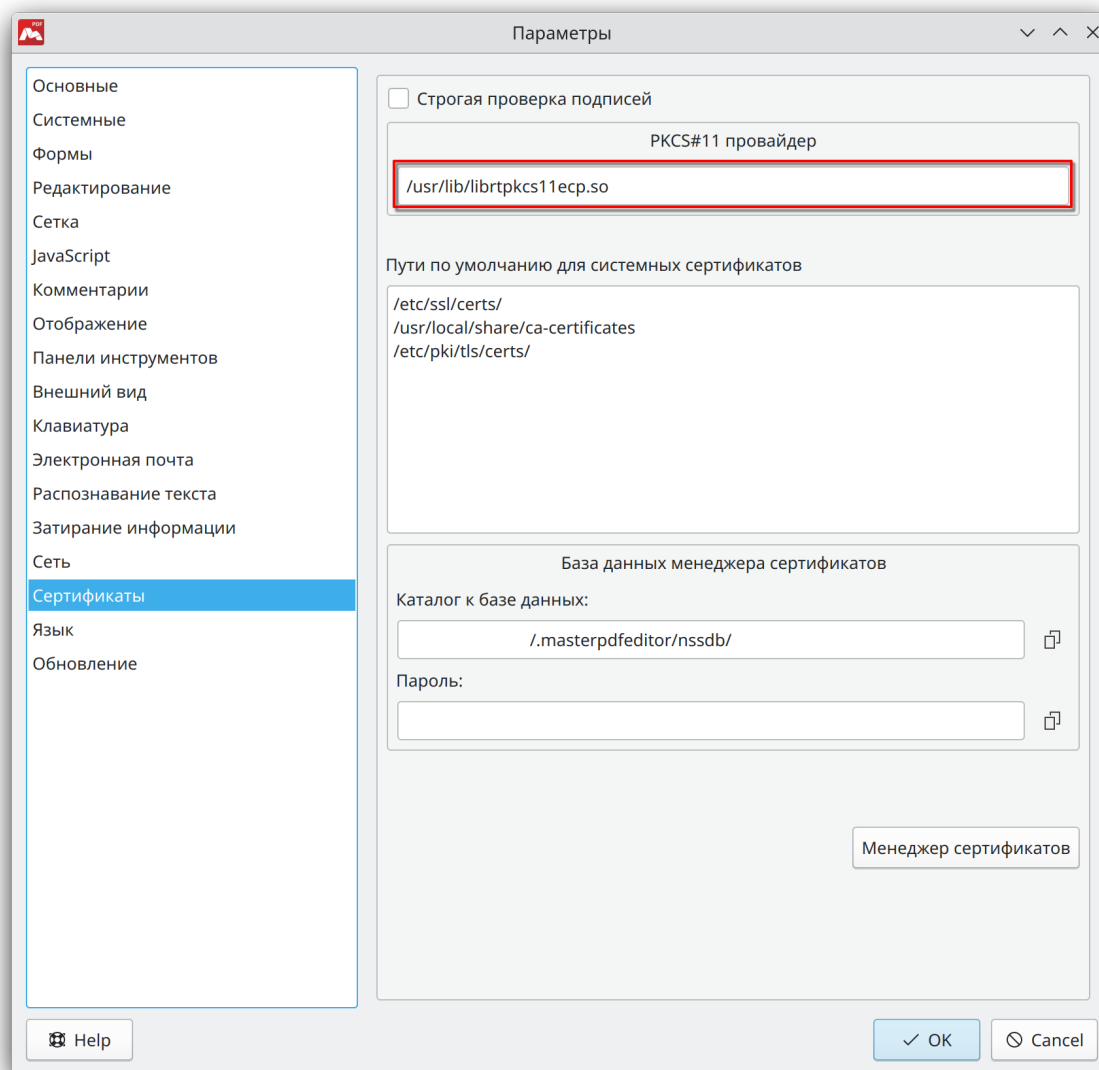 PDF
Параметры
Основные
Системные
Формы
Редактирование
Сетка
JavaScript
Комментарии
Отображение
Панели инструментов
Внешний вид
Клавиатура
Электронная почта
Распознавание текста
Затирание информации
Сеть
Сертификаты
Язык
Обновление
Строгая проверка подписей
PKCS#11 провайдер
/usr/lib/librtpkcs11ecp.so
Пути по умолчанию для системных сертификатов
/etc/ssl/certs/
/usr/local/share/ca-certificates
/etc/pki/tls/certs/
База данных менеджера сертификатов
Каталог к базе данных:
/.masterpdfeditor/nssdb/
Пароль:
Менеджер сертификатов
Help
OK
Cancel